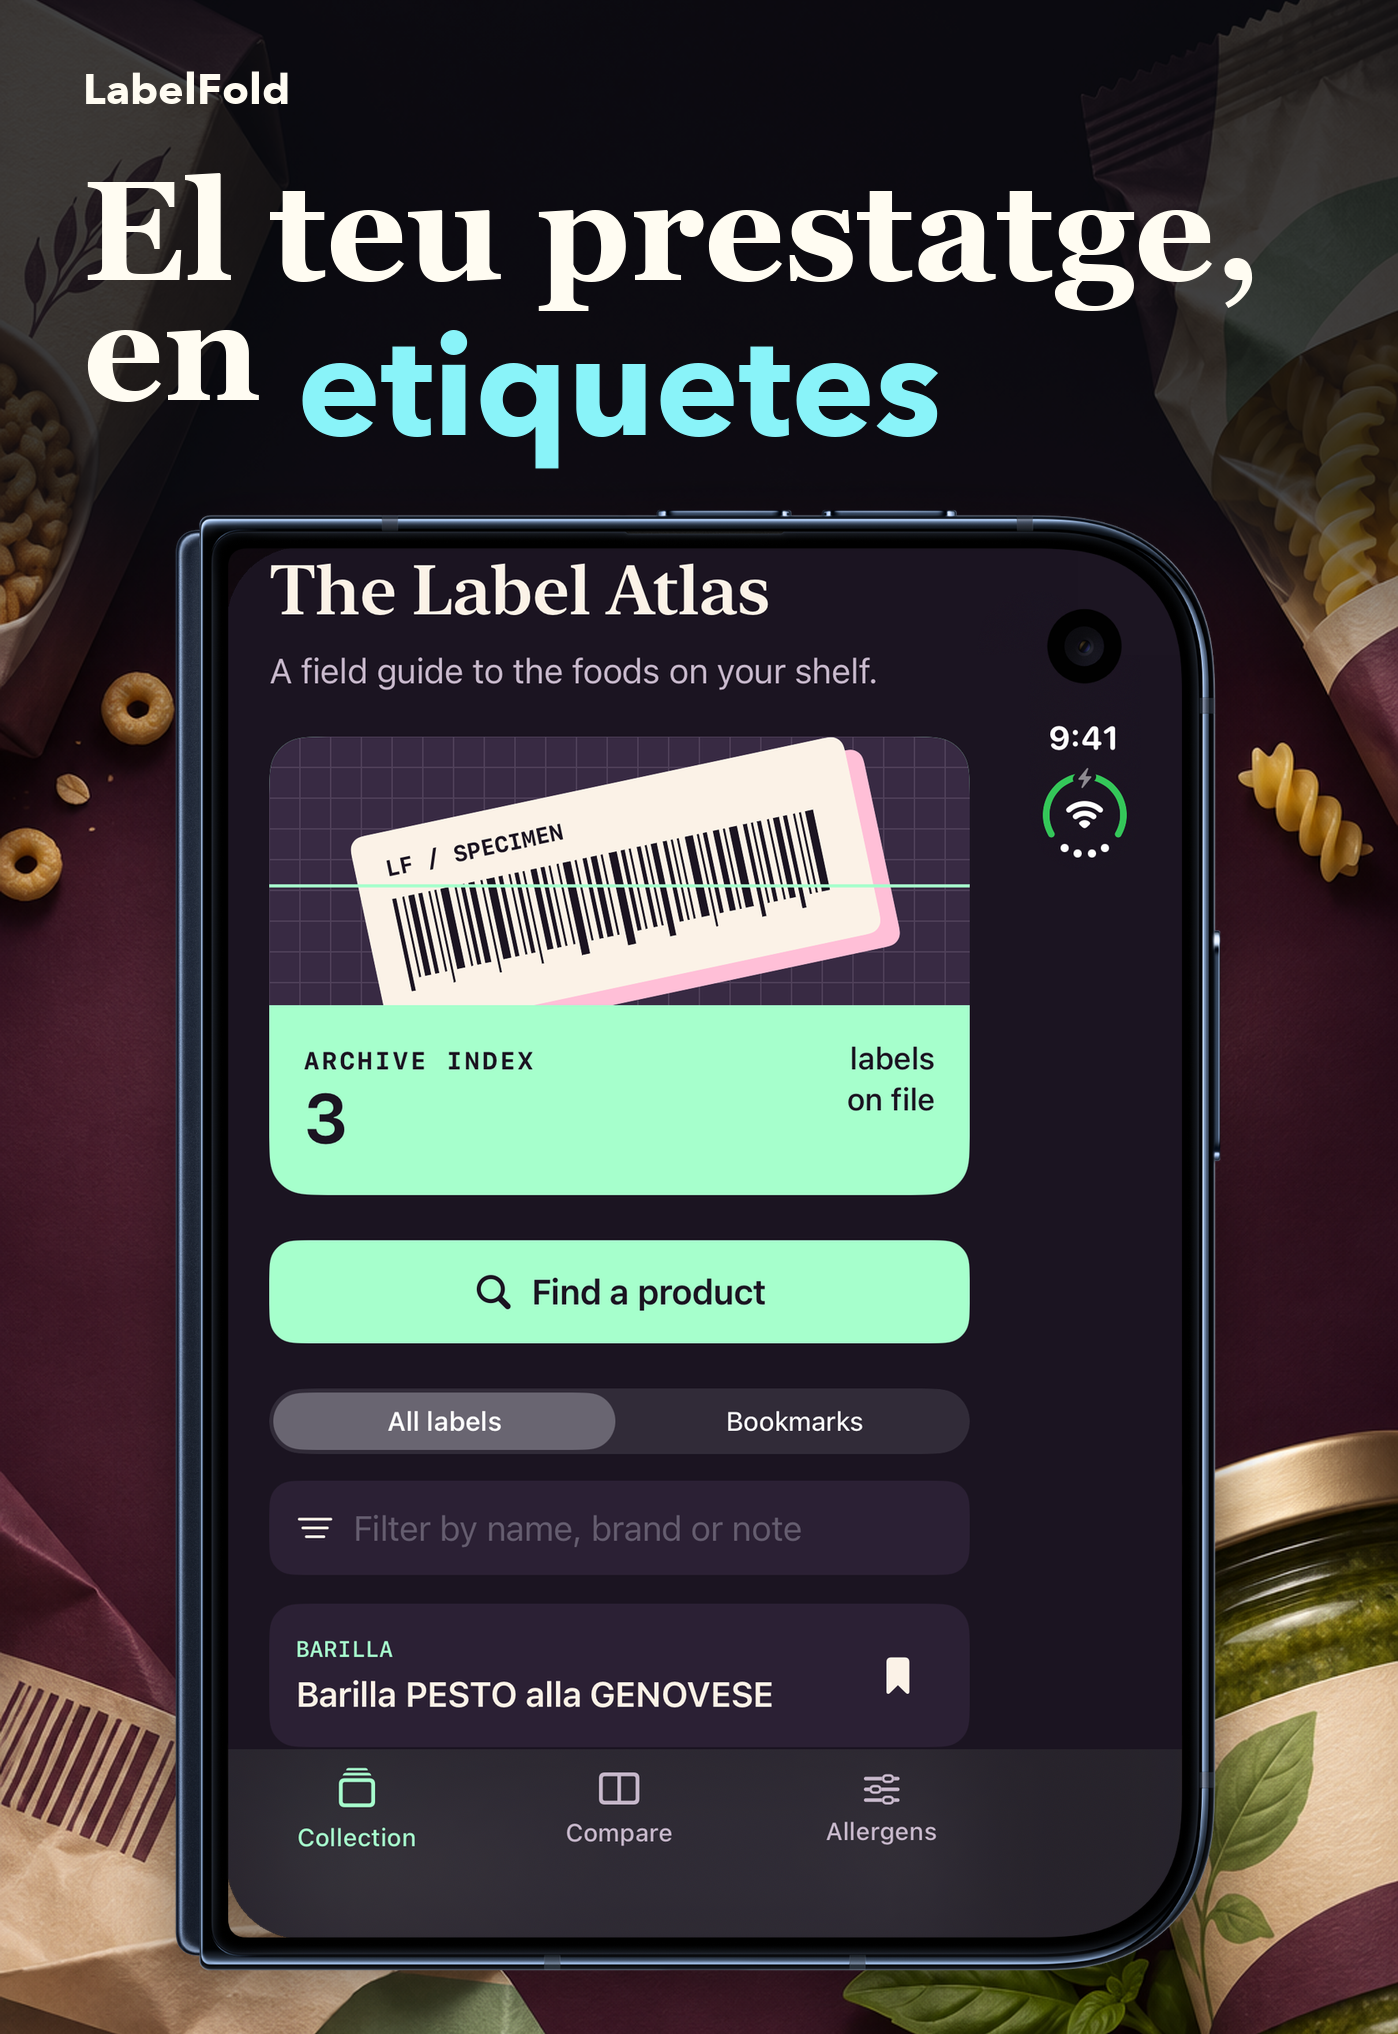 LabelFold
El teu prestatge,
en etiquetes
The Label Atlas
A field guide to the foods on your shelf.
9:41
LF / SPECIMEN
ARCHIVE INDEX
3
labels
on file
Find a product
All labels
Bookmarks
Filter by name, brand or note
BARILLA
Barilla PESTO alla GENOVESE
Collection
Compare
Allergens